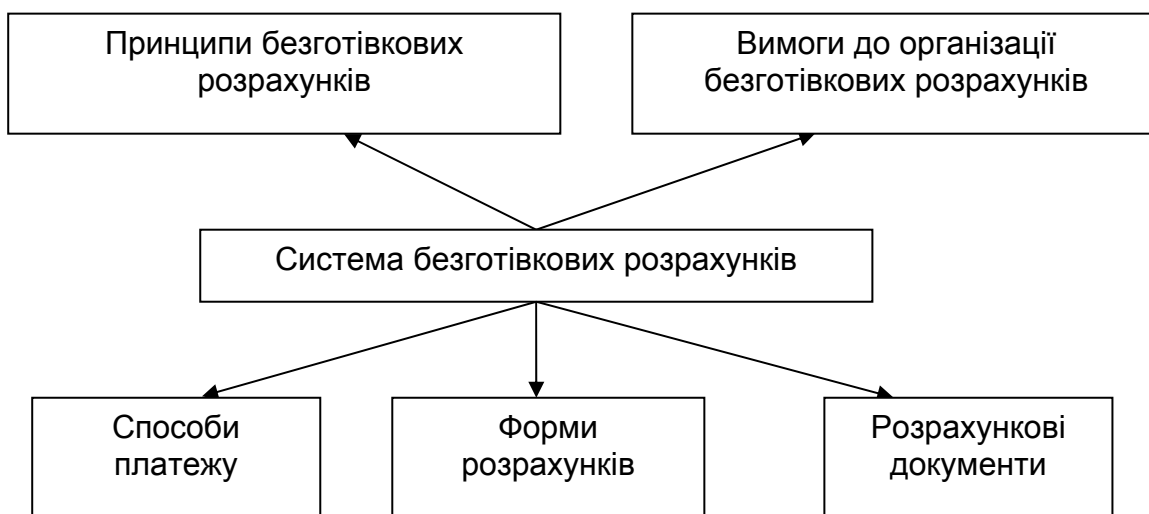 Принципи безготівкових
розрахунків
Вимоги до організації
безготівкових розрахунків
Система безготівкових розрахунків
Способи
платежу
Форми
розрахунків
Розрахункові
документи